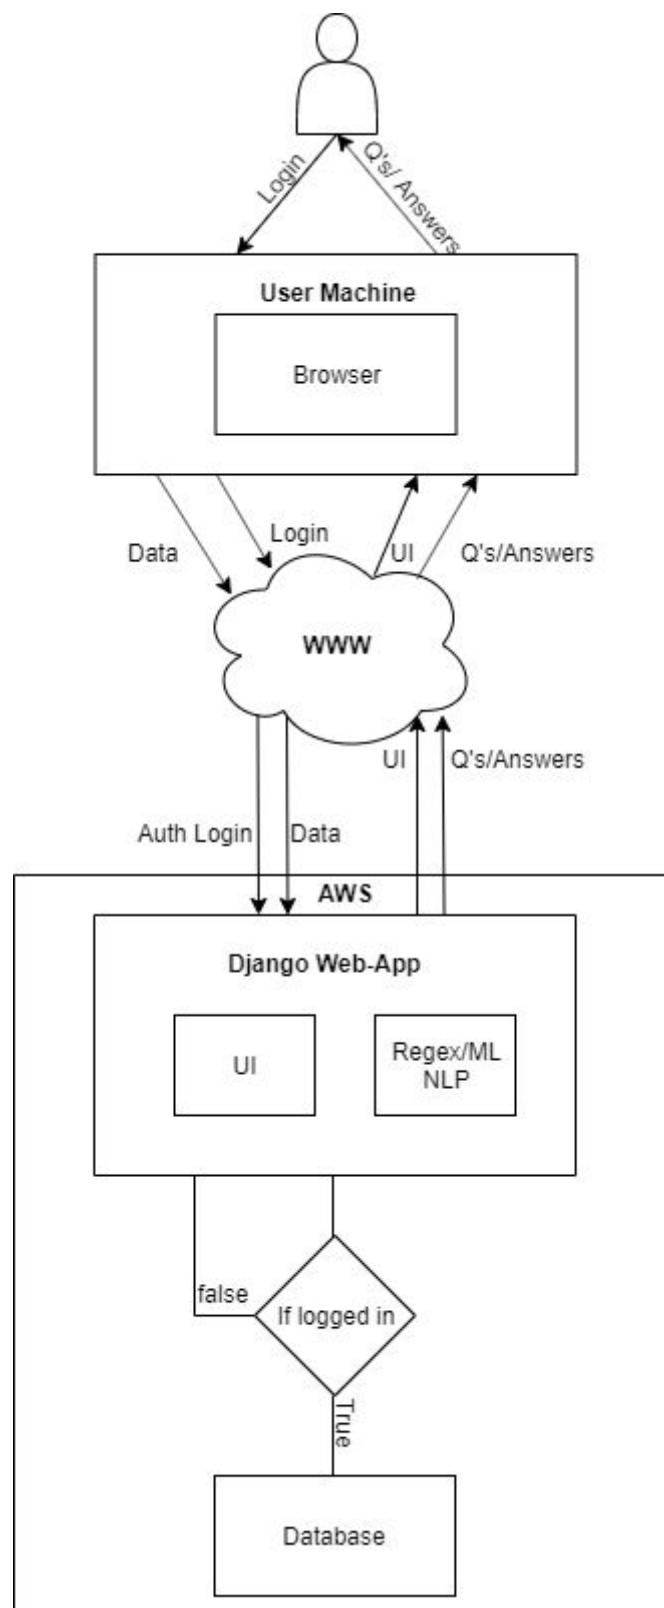 Login
Q's/ Answers
User Machine
Browser
Data
Login
UI
Q's/Answers
WWW
UI
Q's/Answers
Auth Login
Data
AWS
Django Web-App
UI
Regex/ML
NLP
false
If logged in
True
Database